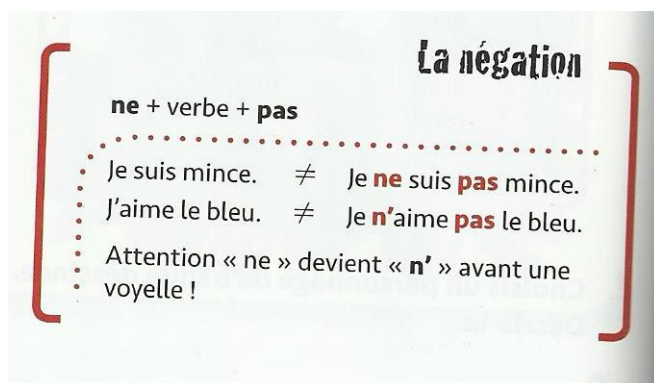 La négation
ne + verbe + pas
Je suis mince. ≠ Je ne suis pas mince.
J'aime le bleu. ≠ Je n'aime pas le bleu.
Attention « ne » devient « n' » avant une
voyelle !